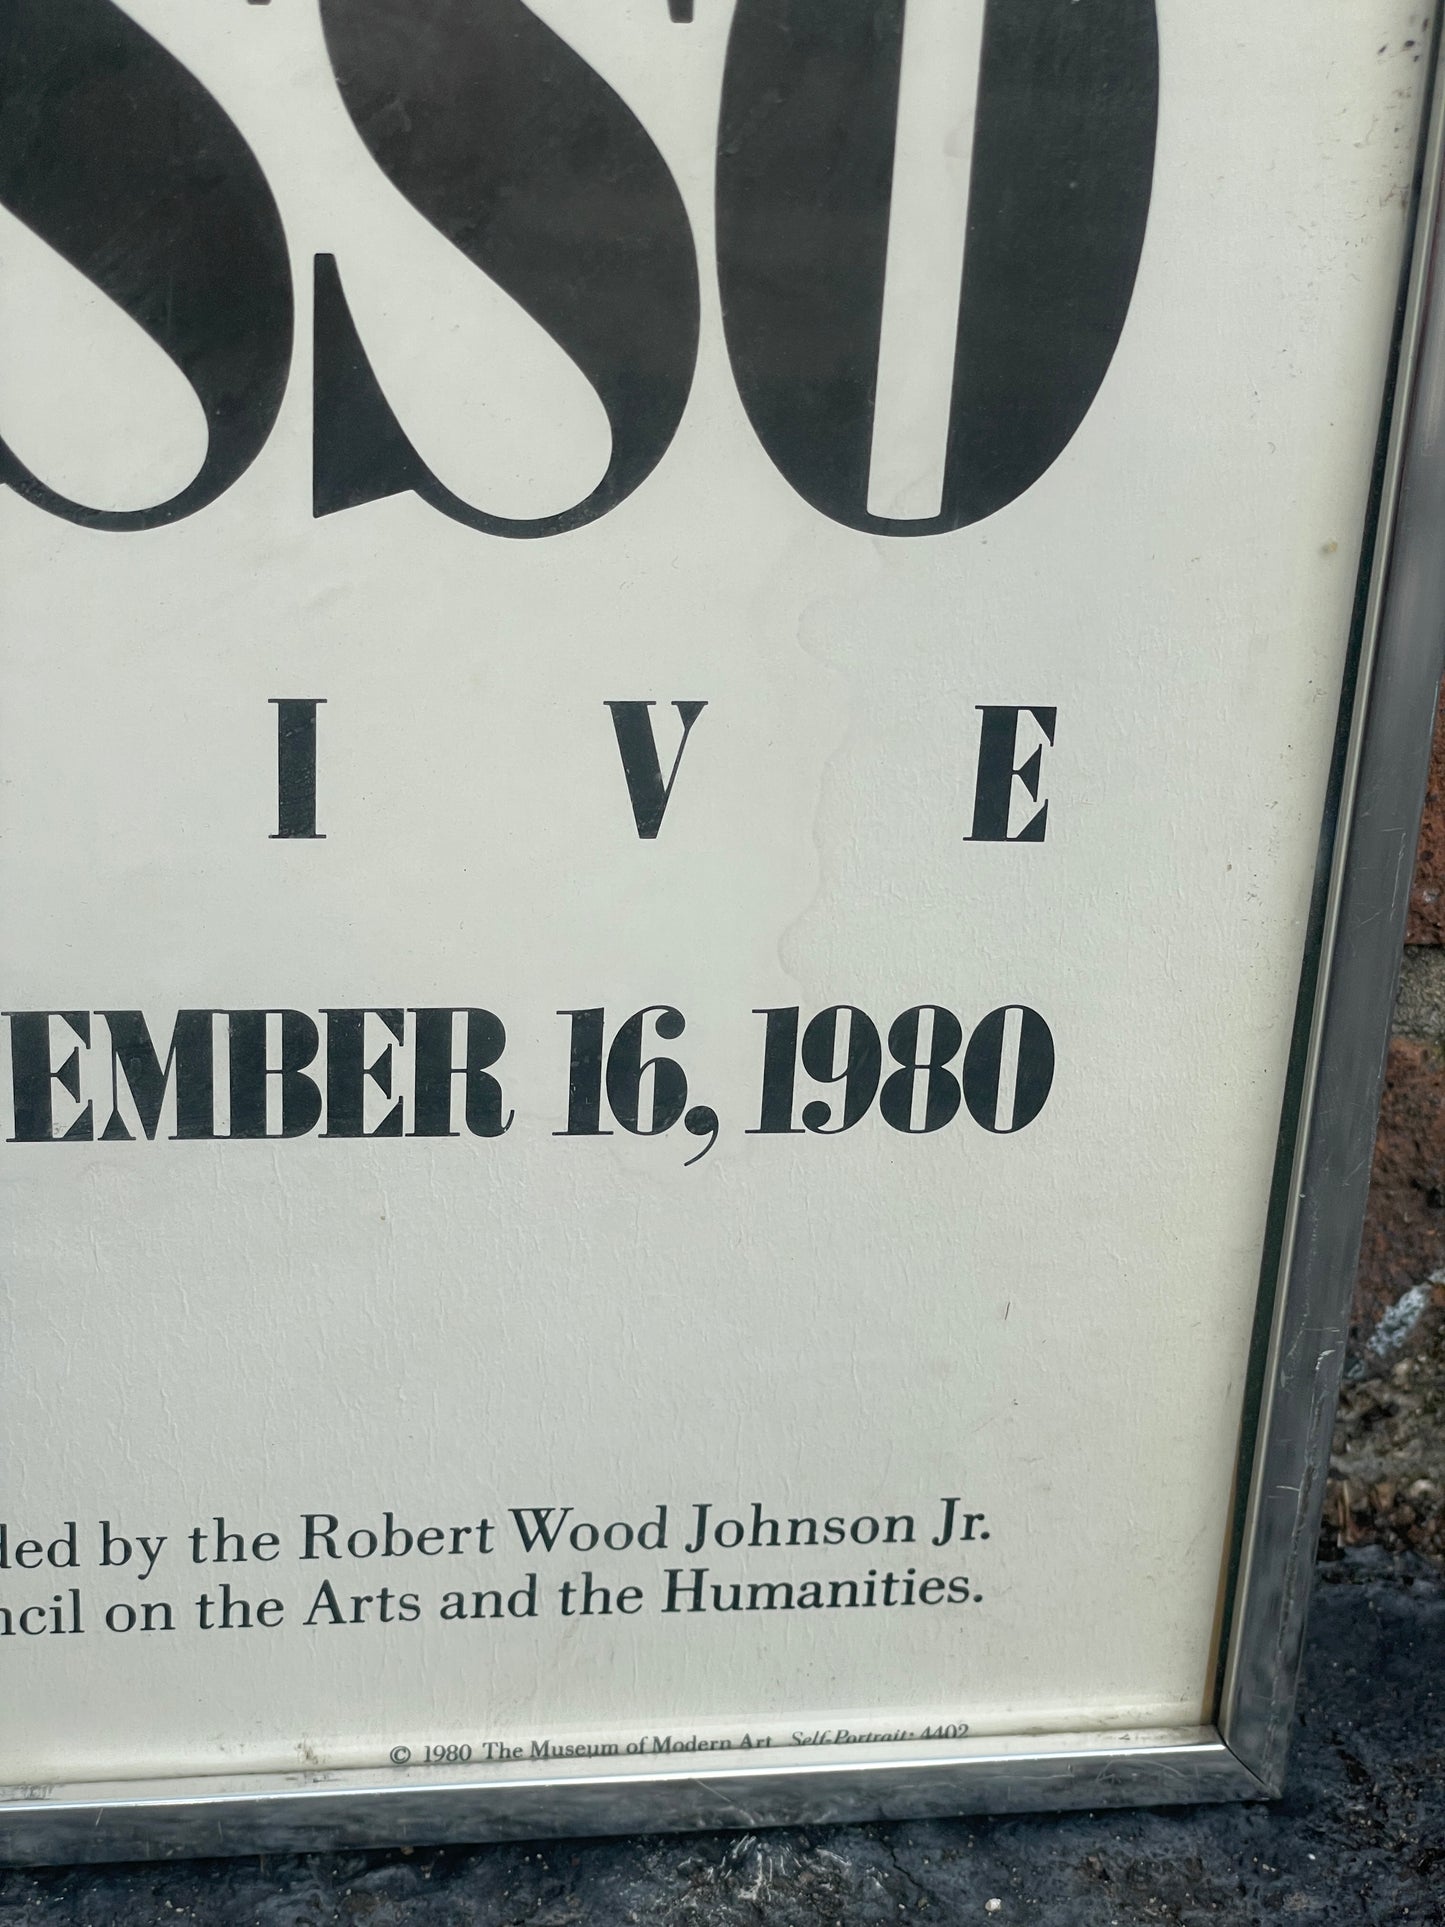 SSO
I V E
EMBER 16, 1980
ded by the Robert Wood Johnson Jr.
ncil on the Arts and the Humanities.
© 1980 The Museum of Modern Art Self-Portrait: 4402